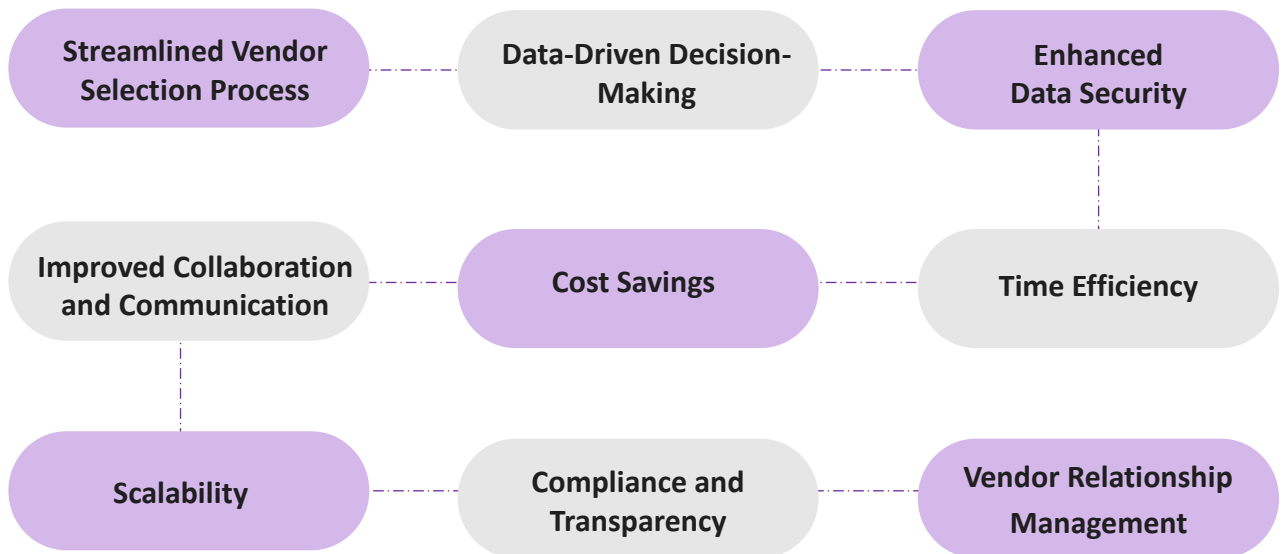 Streamlined Vendor
Selection Process
Data-Driven Decision-
Making
Enhanced
Data Security
Improved Collaboration
and Communication
Cost Savings
Time Efficiency
Scalability
Compliance and
Transparency
Vendor Relationship
Management